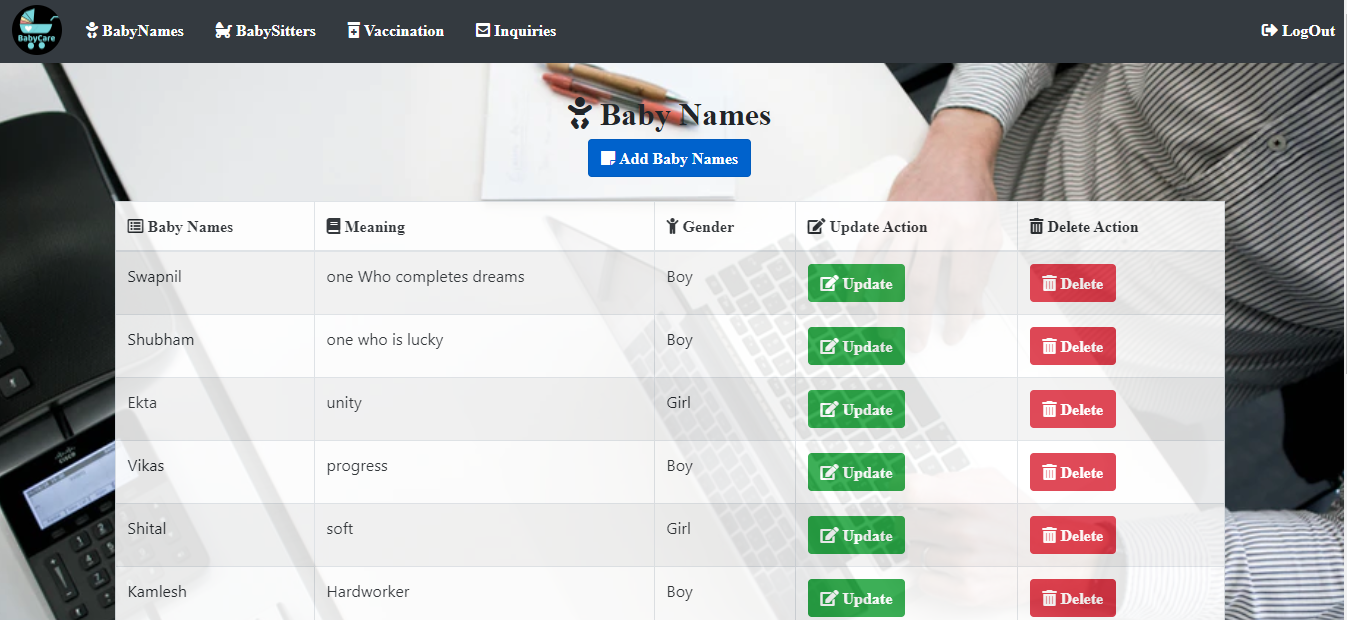 BabyCare
BabyNames BabySitters Vaccination Inquiries LogOut
Baby Names
Add Baby Names
Baby Names Meaning Gender Update Action Delete Action
Swapnil one Who completes dreams Boy Update Delete
Shubham one who is lucky Boy Update Delete
Ekta unity Girl Update Delete
Vikas progress Boy Update Delete
Shital soft Girl Update Delete
Kamlesh Hardworker Boy Update Delete
CISCO